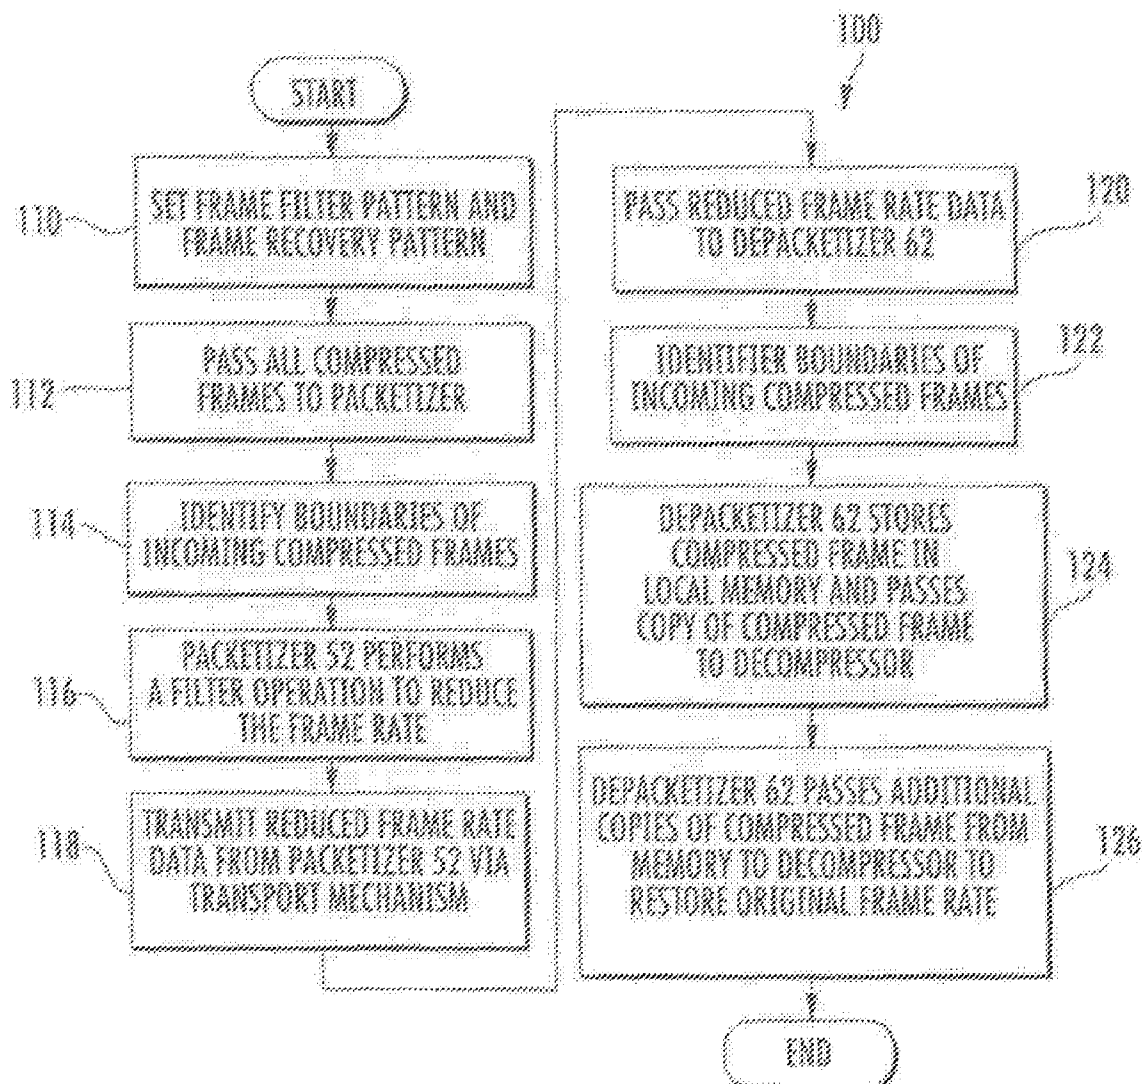 100
START
110
SET FRAME FILTER PATTERN AND
FRAME RECOVERY PATTERN
112
PASS ALL COMPRESSED
FRAMES TO PACKETIZER
114
IDENTIFY BOUNDARIES OF
INCOMING COMPRESSED FRAMES
116
PACKETIZER 52 PERFORMS
A FILTER OPERATION TO REDUCE
THE FRAME RATE
118
TRANSMIT REDUCED FRAME RATE
DATA FROM PACKETIZER 52 VIA
TRANSPORT MECHANISM
PASS REDUCED FRAME RATE DATA
TO DEPACKETIZER 62
120
IDENTIFIER BOUNDARIES OF
INCOMING COMPRESSED FRAMES
122
DEPACKETIZER 62 STORES
COMPRESSED FRAME IN
LOCAL MEMORY AND PASSES
COPY OF COMPRESSED FRAME
TO DECOMPRESSOR
124
DEPACKETIZER 62 PASSES ADDITIONAL
COPIES OF COMPRESSED FRAME FROM
MEMORY TO DECOMPRESSOR TO
RESTORE ORIGINAL FRAME RATE
126
END